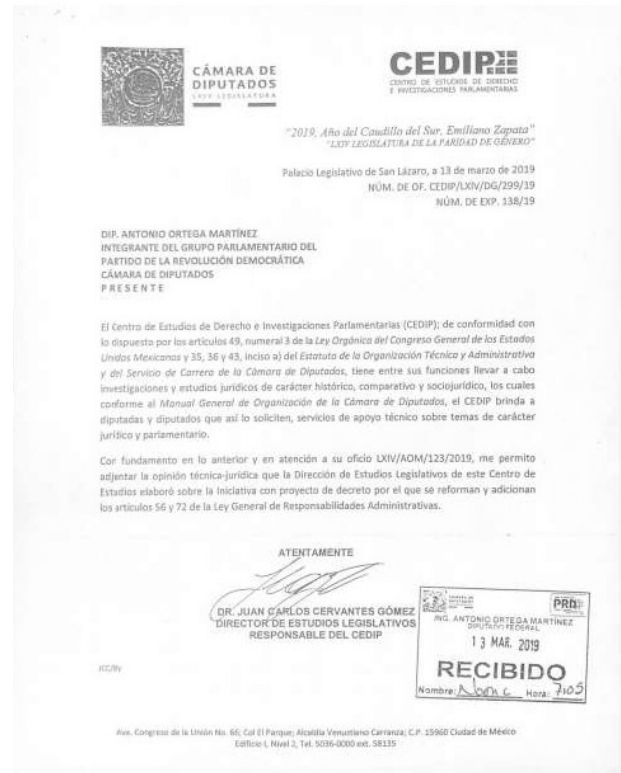 CÁMARA DE
DIPUTADOS
LXIV LEGISLATURA
CEDIP
CENTRO DE ESTUDIOS DE DERECHO
E INVESTIGACIONES PARLAMENTARIAS
"2019, Año del Caudillo del Sur, Emiliano Zapata"
"LXIV LEGISLATURA DE LA PARIDAD DE GÉNERO"
Palacio Legislativo de San Lázaro, a 13 de marzo de 2019
NÚM. DE OF. CEDIP/LXIV/DG/299/19
NÚM. DE EXP. 138/19
DIP. ANTONIO ORTEGA MARTÍNEZ
INTEGRANTE DEL GRUPO PARLAMENTARIO DEL
PARTIDO DE LA REVOLUCIÓN DEMOCRÁTICA
CÁMARA DE DIPUTADOS
P R E S E N T E
El Centro de Estudios de Derecho e Investigaciones Parlamentarias (CEDIP); de conformidad con
lo dispuesto por los artículos 49, numeral 3 de la Ley Orgánica del Congreso General de los Estados
Unidos Mexicanos y 35, 36 y 43, inciso a) del Estatuto de la Organización Técnica y Administrativa
y del Servicio de Carrera de la Cámara de Diputados, tiene entre sus funciones llevar a cabo
investigaciones y estudios jurídicos de carácter histórico, comparativo y sociojurídico, los cuales
conforme al Manual General de Organización de la Cámara de Diputados, el CEDIP brinda a
diputadas y diputados que así lo soliciten, servicios de apoyo técnico sobre temas de carácter
jurídico y parlamentario.
Con fundamento en lo anterior y en atención a su oficio LXIV/AOM/123/2019, me permito
adjentar la opinión técnica-jurídica que la Dirección de Estudios Legislativos de este Centro de
Estudios elaboró sobre la Iniciativa con proyecto de decreto por el que se reforman y adicionan
los artículos 56 y 72 de la Ley General de Responsabilidades Administrativas.
ATENTAMENTE
DR. JUAN CARLOS CERVANTES GÓMEZ
DIRECTOR DE ESTUDIOS LEGISLATIVOS
RESPONSABLE DEL CEDIP
CÁMARA DE
DIPUTADOS
PRD
ING. ANTONIO ORTEGA MARTÍNEZ
DIPUTADO FEDERAL
13 MAR. 2019
RECIBIDO
Nombre: Hora: 7:05
Ave. Congreso de la Unión No. 66; Col El Parque; Alcaldía Venustiano Carranza; C.P. 15960 Ciudad de México
Edificio I, Nivel 2, Tel. 5036-0000 ext. 58135